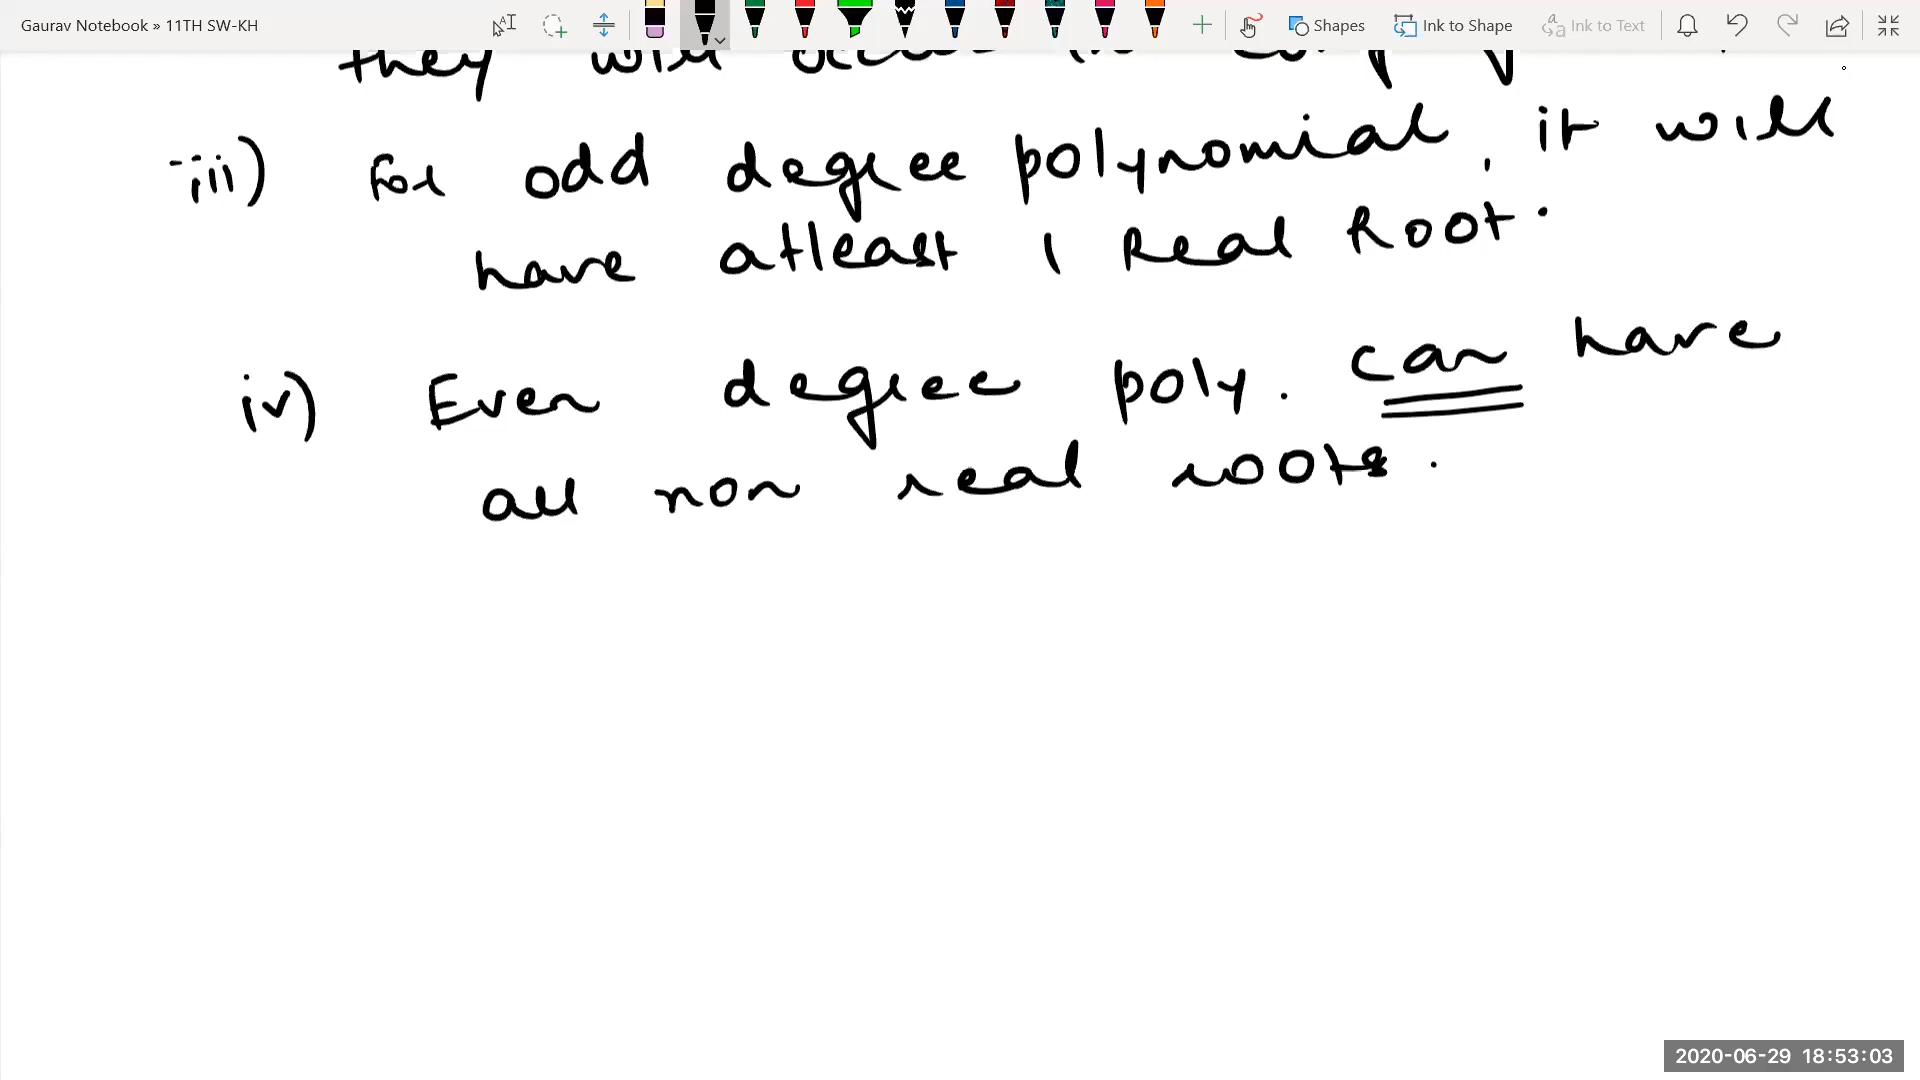 Gaurav Notebook » 11TH SW-KH
Shapes
Ink to Shape
Ink to Text
they will occur in
iii) for odd degree polynomial, it will
have atleast 1 Real Root.
iv) Even degree poly. can have
all non real roots.
2020-06-29 18:53:03